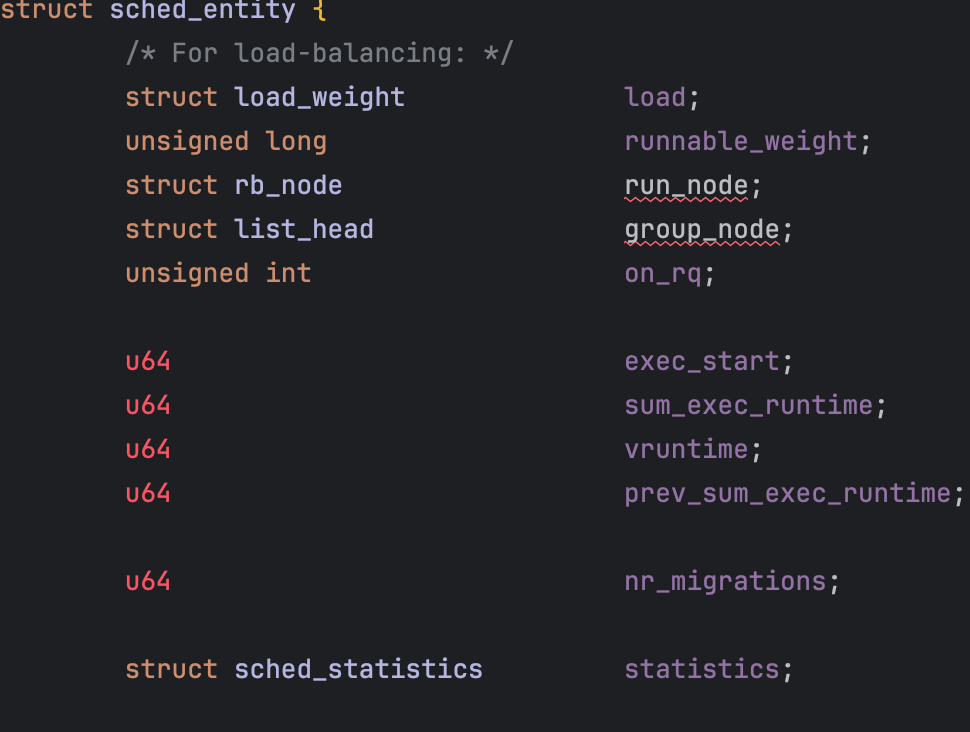 struct sched_entity {
/* For load-balancing: */
struct load_weight load;
unsigned long runnable_weight;
struct rb_node run_node;
struct list_head group_node;
unsigned int on_rq;
u64 exec_start;
u64 sum_exec_runtime;
u64 vruntime;
u64 prev_sum_exec_runtime;
u64 nr_migrations;
struct sched_statistics statistics;